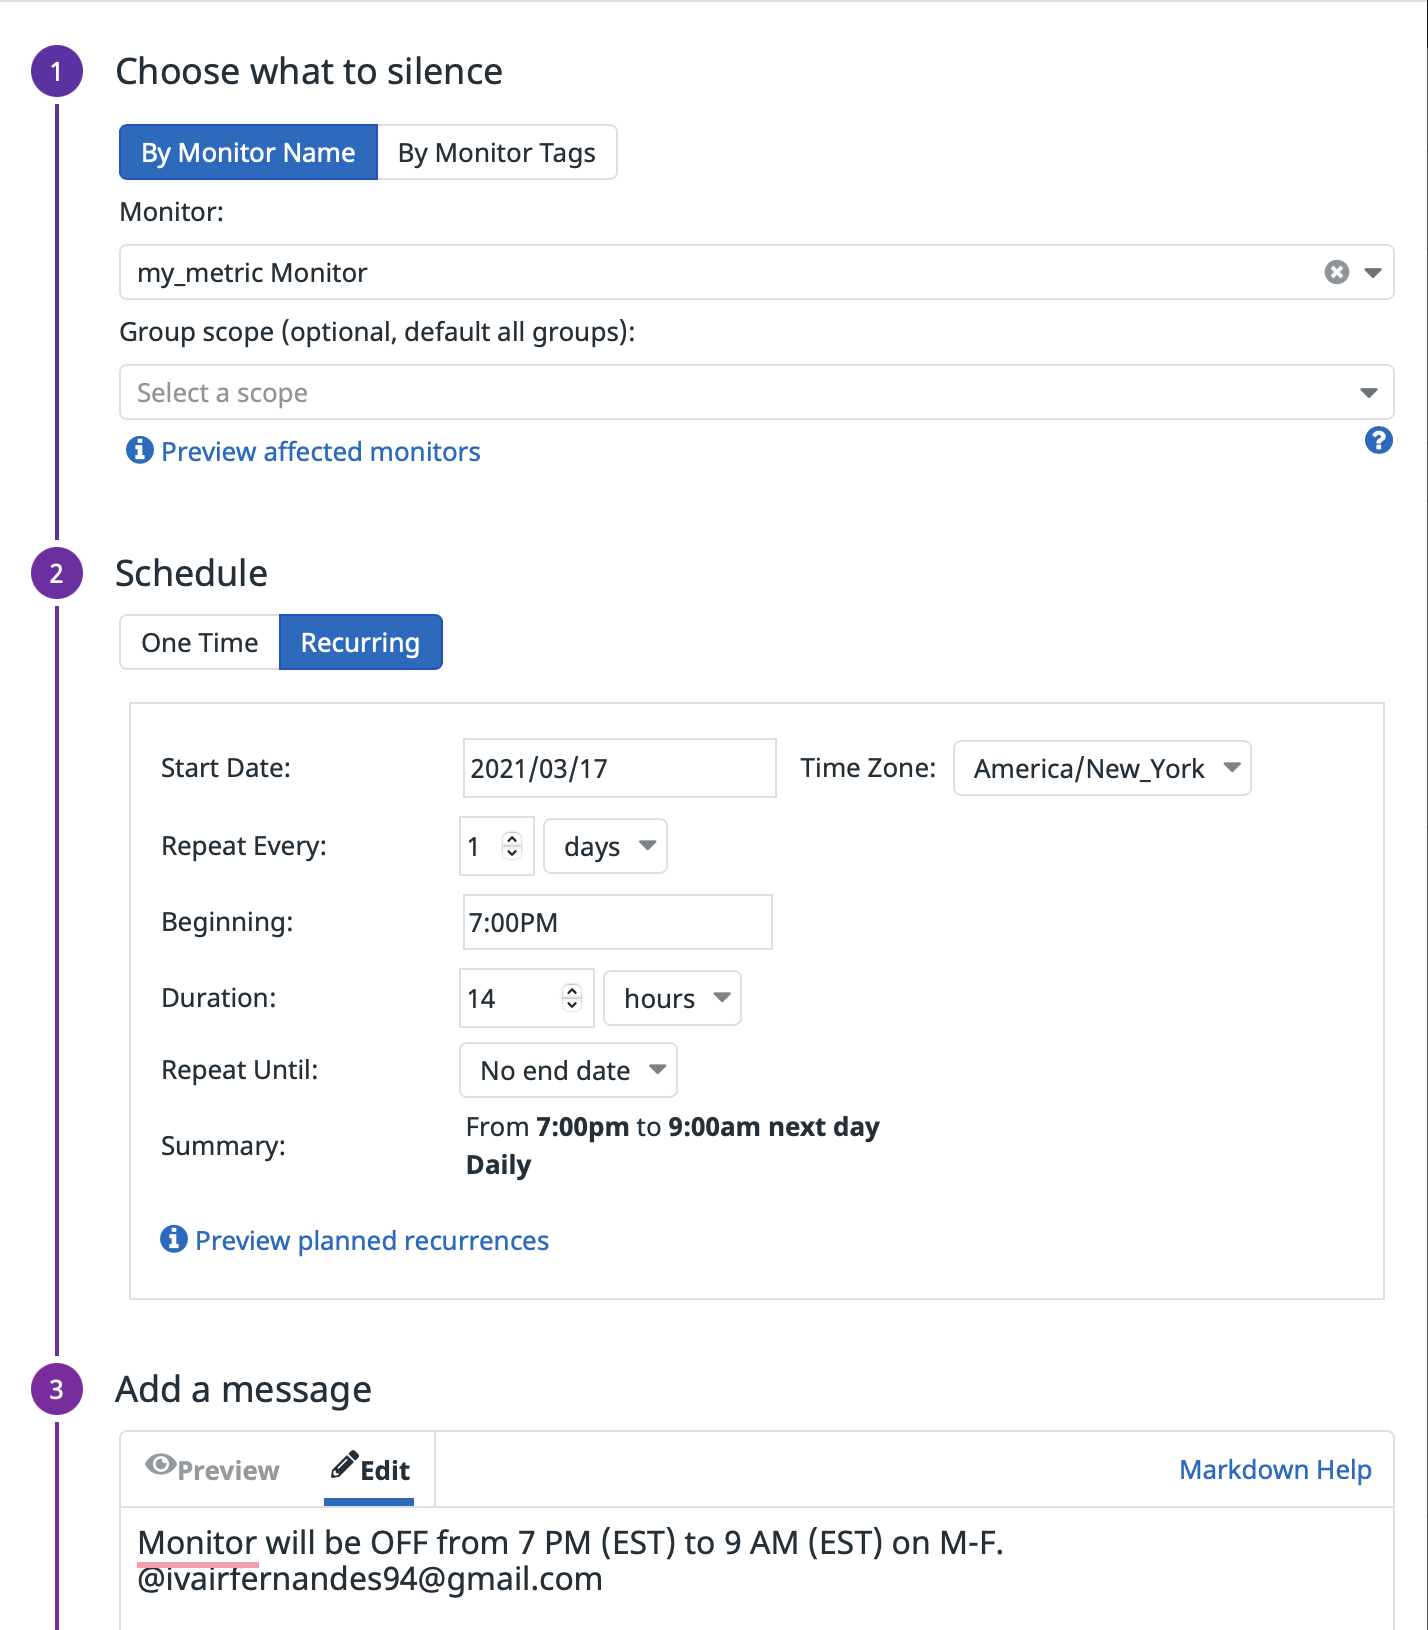 1 Choose what to silence
By Monitor Name By Monitor Tags
Monitor:
my_metric Monitor
Group scope (optional, default all groups):
Select a scope
Preview affected monitors
2 Schedule
One Time Recurring
Start Date: 2021/03/17 Time Zone: America/New_York
Repeat Every: 1 days
Beginning: 7:00PM
Duration: 14 hours
Repeat Until: No end date
Summary: From 7:00pm to 9:00am next day
Daily
Preview planned recurrences
3 Add a message
Preview Edit Markdown Help
Monitor will be OFF from 7 PM (EST) to 9 AM (EST) on M-F.
@ivairfernandes94@gmail.com